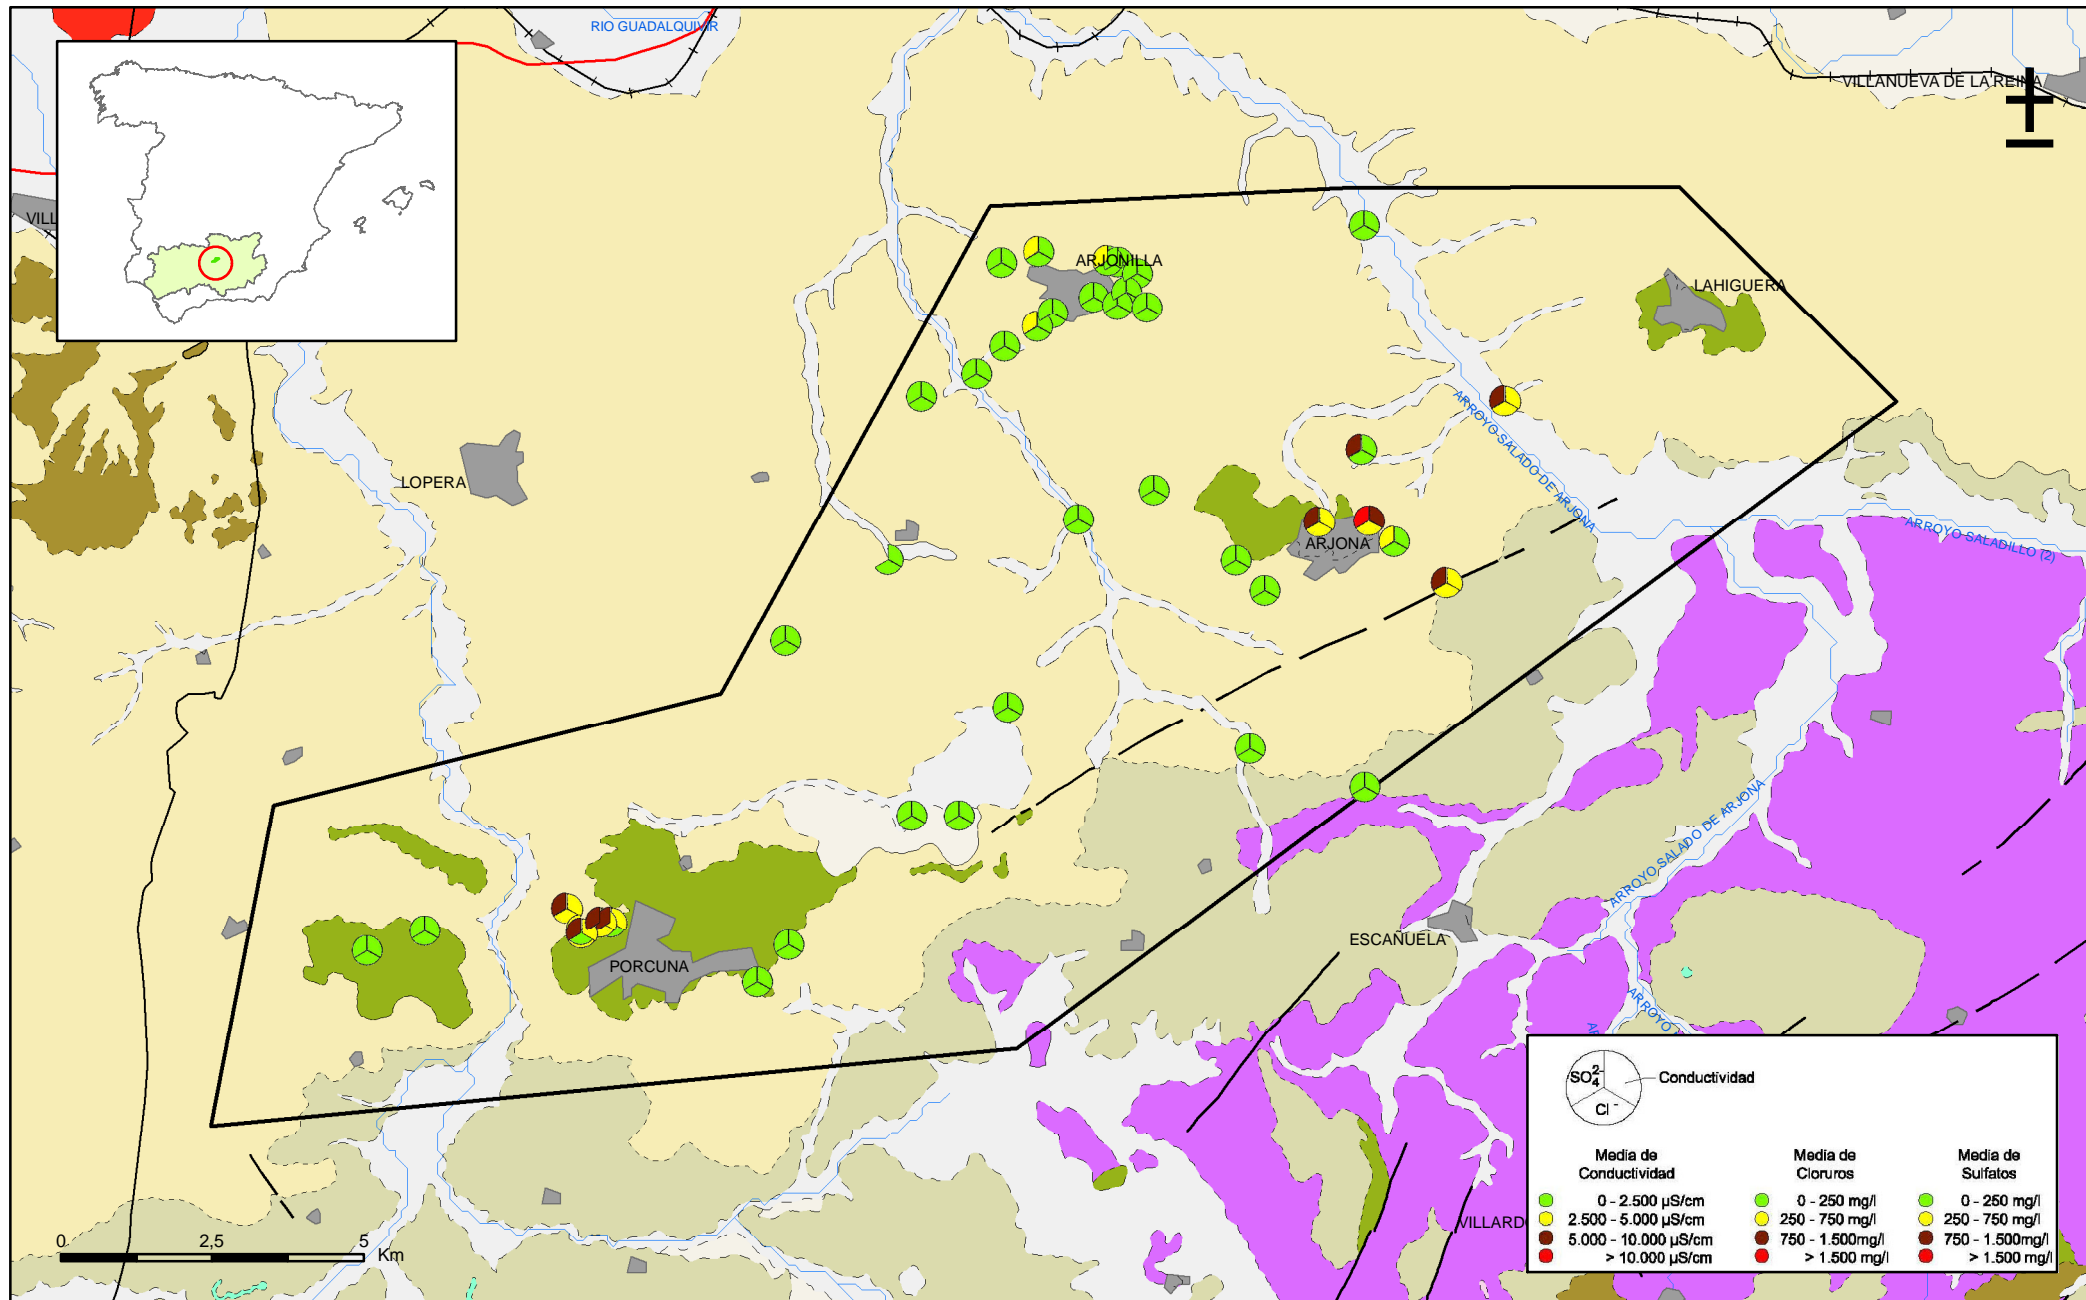 RIO GUADALQUIVIR
VILLANUEVA DE LA REINA
VILL
ARJONILLA
LAHIGUERA
LOPERA
ARROYO SALADO DE ARJONA
ARJONA
ARROYO SALADILLO (2)
ARROYO SALADO DE ARJONA
ESCAÑUELA
PORCUNA
ARROYO
AR
VILLARD
0 2,5 5 Km
SO₄²⁻
Conductividad
Cl⁻
Media de Conductividad
0 - 2.500 µS/cm
2.500 - 5.000 µS/cm
5.000 - 10.000 µS/cm
> 10.000 µS/cm
Media de Cloruros
0 - 250 mg/l
250 - 750 mg/l
750 - 1.500mg/l
> 1.500 mg/l
Media de Sulfatos
0 - 250 mg/l
250 - 750 mg/l
750 - 1.500mg/l
> 1.500 mg/l